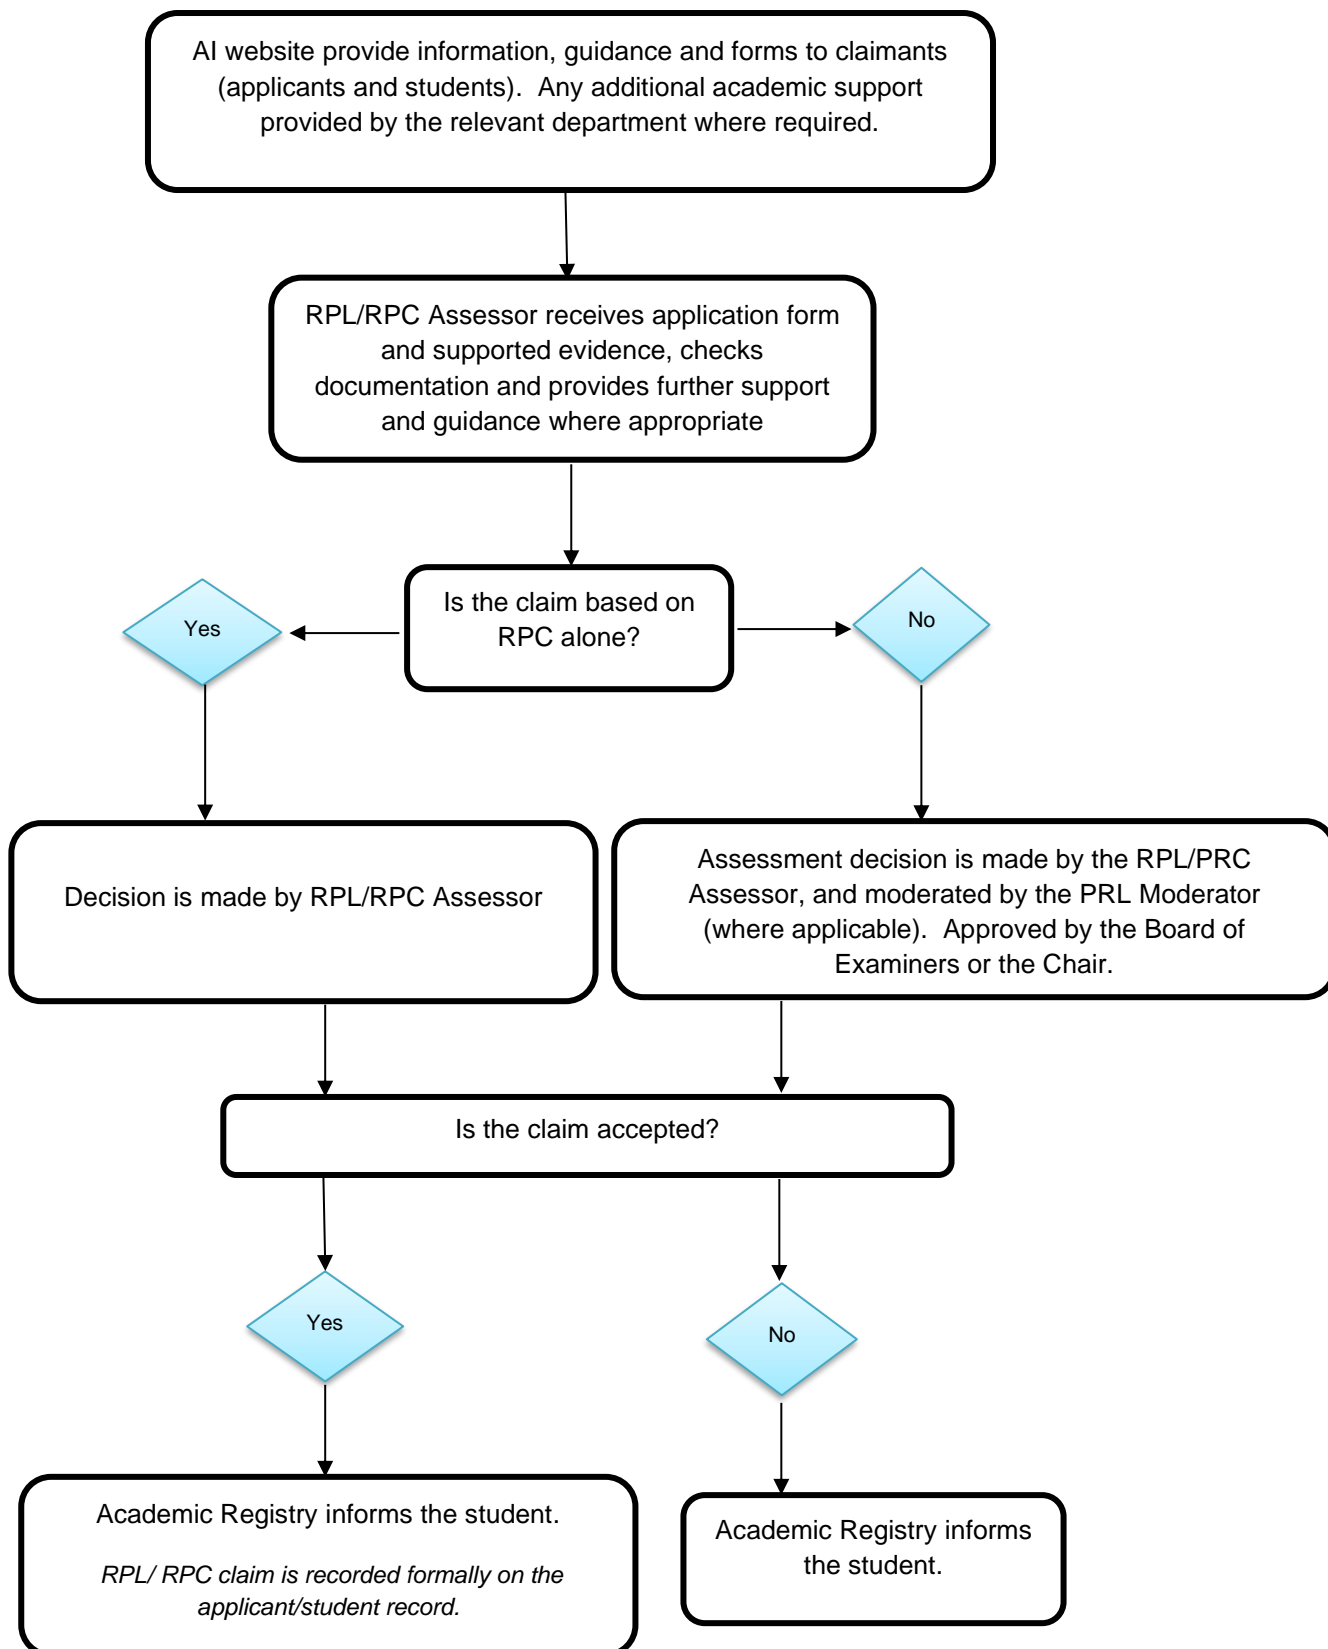 AI website provide information, guidance and forms to claimants
(applicants and students).  Any additional academic support
provided by the relevant department where required.
RPL/RPC Assessor receives application form
and supported evidence, checks
documentation and provides further support
and guidance where appropriate
Is the claim based on
RPC alone?
Yes
No
Decision is made by RPL/RPC Assessor
Assessment decision is made by the RPL/PRC
Assessor, and moderated by the PRL Moderator
(where applicable).  Approved by the Board of
Examiners or the Chair.
Is the claim accepted?
Yes
No
Academic Registry informs the student.
RPL/ RPC claim is recorded formally on the
applicant/student record.
Academic Registry informs
the student.